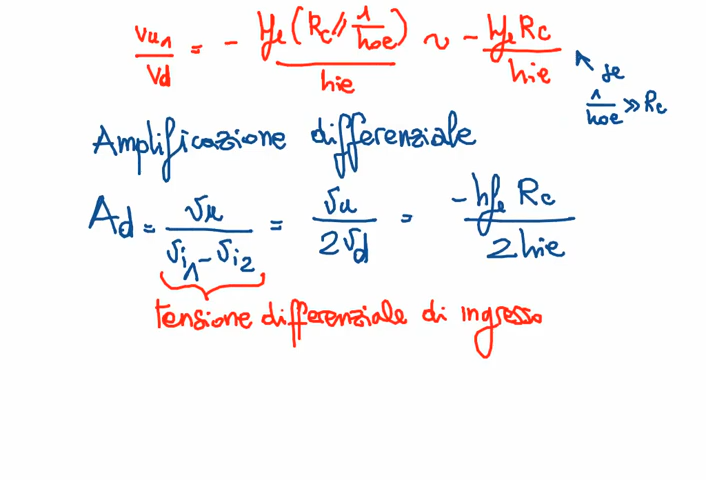 vu1/vd = - hfe (Rc // 1/hoe) / hie ~ - hfe Rc / hie
se 1/hoe >> Rc
Amplificazione differenziale
Ad = vu / (vi1 - vi2) = vu / 2vd = -hfe Rc / 2hie
tensione differenziale di ingresso